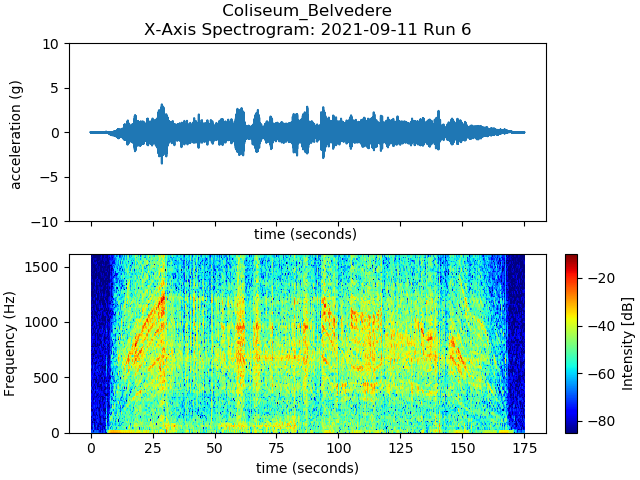 Coliseum_Belvedere
X-Axis Spectrogram: 2021-09-11 Run 6
acceleration (g)
10
5
0
−5
−10
time (seconds)
Frequency (Hz)
1500
1000
500
0
0 25 50 75 100 125 150 175
time (seconds)
−20
−40
−60
−80
Intensity [dB]